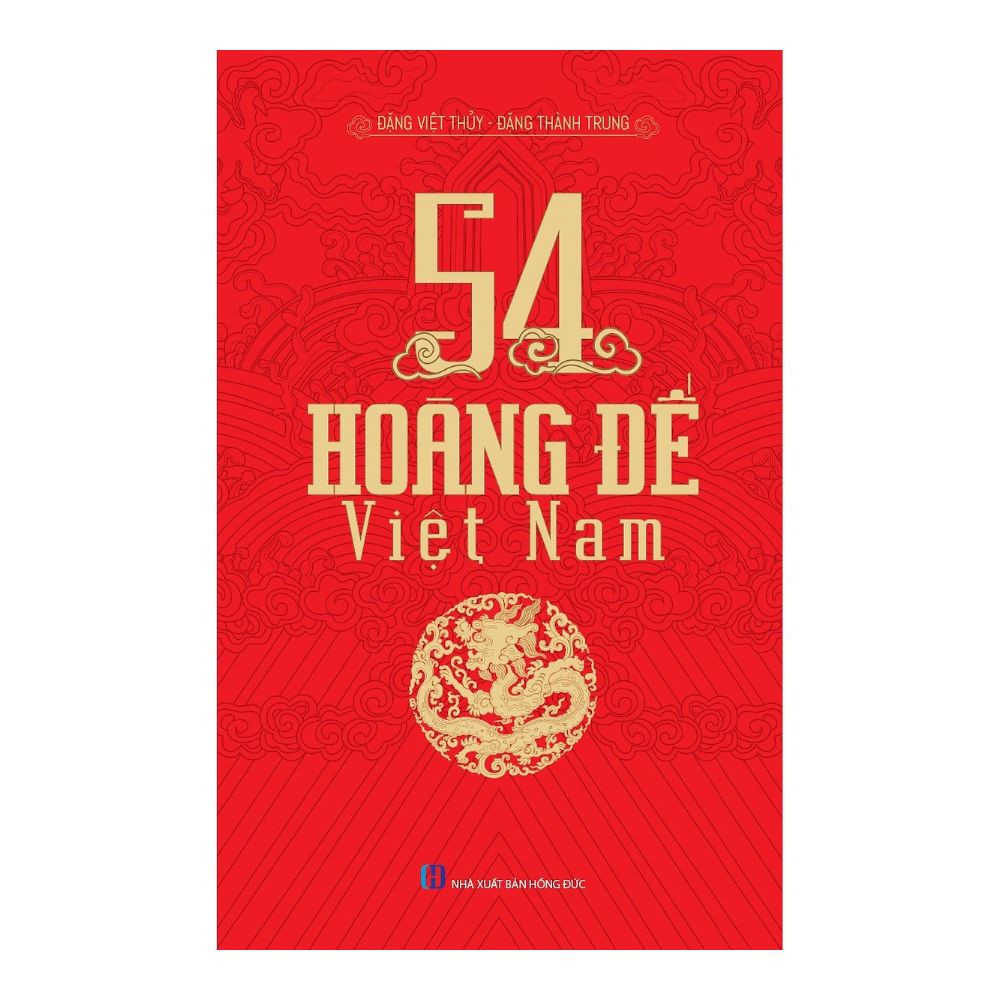 ĐẶNG VIỆT THỦY - ĐẶNG THÀNH TRUNG
54
HOÀNG ĐẾ
Việt Nam
NHÀ XUẤT BẢN HỒNG ĐỨC